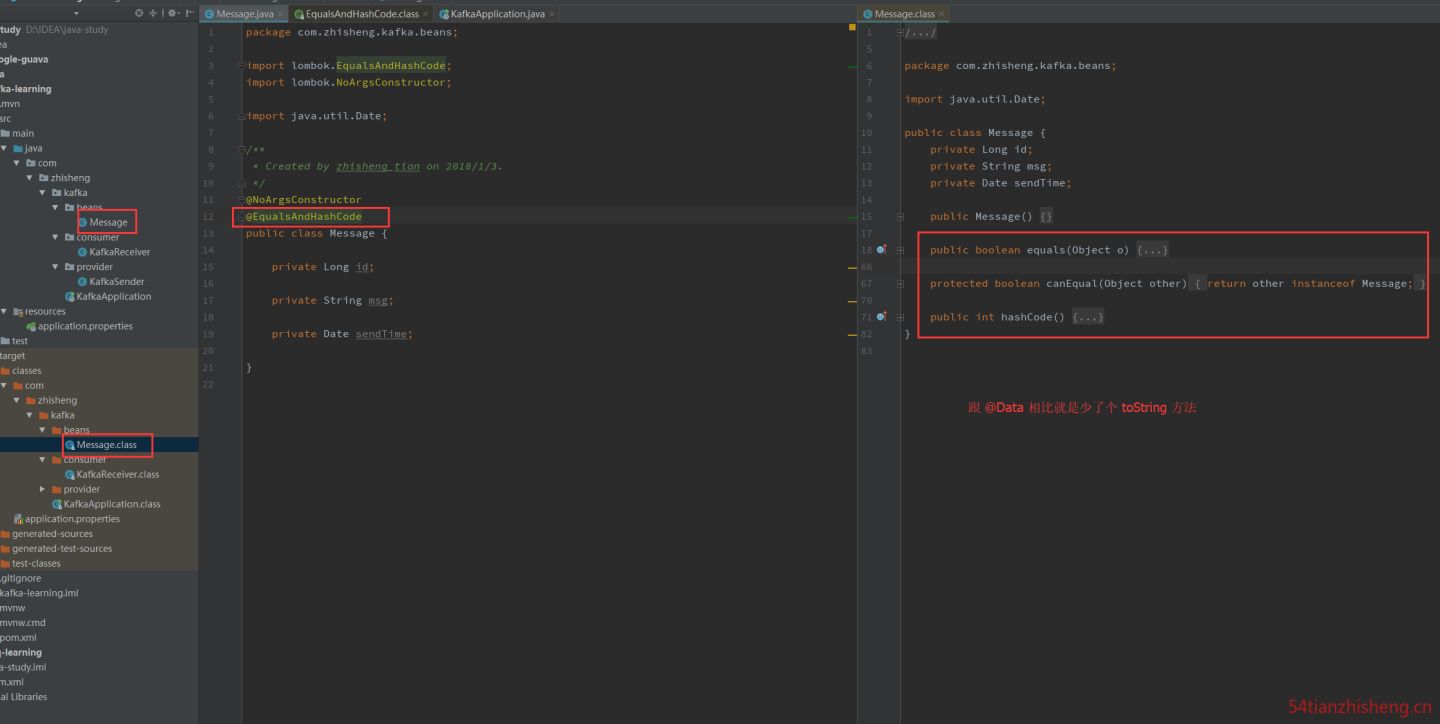 study D:\IDEA\java-study
ea
ogle-guava
a
fka-learning
.mvn
src
main
java
com
zhisheng
kafka
beans
Message
consumer
KafkaReceiver
provider
KafkaSender
KafkaApplication
resources
application.properties
test
target
classes
com
zhisheng
kafka
beans
Message.class
consumer
KafkaReceiver.class
provider
KafkaApplication.class
application.properties
generated-sources
generated-test-sources
test-classes
.gitignore
kafka-learning.iml
mvnw
mvnw.cmd
pom.xml
q-learning
a-study.iml
m.xml
al Libraries
Message.java EqualsAndHashCode.class KafkaApplication.java
1 package com.zhisheng.kafka.beans;
2
3 import lombok.EqualsAndHashCode;
4 import lombok.NoArgsConstructor;
5
6 import java.util.Date;
7
8 /**
9 * Created by zhisheng_tian on 2018/1/3.
10 */
11 @NoArgsConstructor
12 @EqualsAndHashCode
13 public class Message {
14
15 private Long id;
16
17 private String msg;
18
19 private Date sendTime;
20
21 }
22
Message.class
1 /.../
5
6 package com.zhisheng.kafka.beans;
7
8 import java.util.Date;
9
10 public class Message {
11 private Long id;
12 private String msg;
13 private Date sendTime;
14
15 public Message() {}
17
18 public boolean equals(Object o) {...}
66
67 protected boolean canEqual(Object other) { return other instanceof Message; }
70
71 public int hashCode() {...}
82 }
83
跟 @Data 相比就是少了个 toString 方法
54tianzhisheng.cn